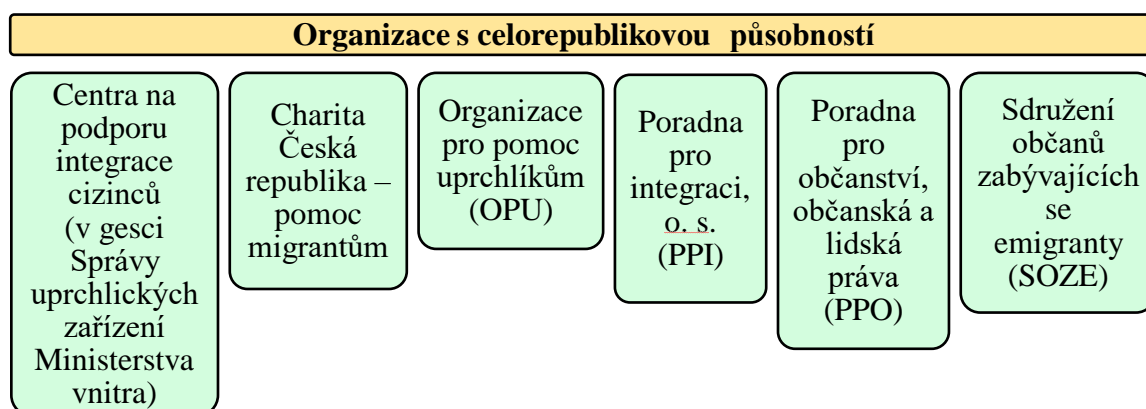 Organizace s celorepublikovou působností
Centra na
podporu
integrace
cizinců
(v gesci
Správy
uprchlických
zařízení
Ministerstva
vnitra)
Charita
Česká
republika –
pomoc
migrantům
Organizace
pro pomoc
uprchlíkům
(OPU)
Poradna
pro
integraci,
o. s.
(PPI)
Poradna
pro
občanství,
občanská a
lidská
práva
(PPO)
Sdružení
občanů
zabývajících
se
emigranty
(SOZE)